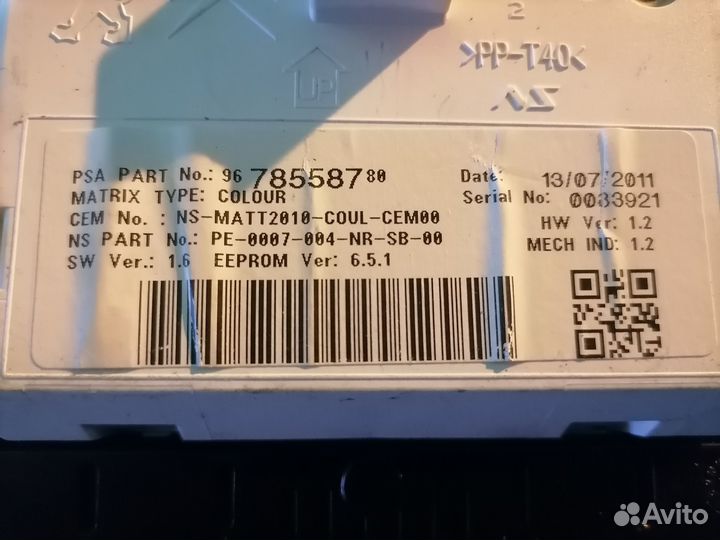 2
UP
>PP-T40<
PSA PART No.: 96 785587 80
MATRIX TYPE: COLOUR
CEM No.: NS-MATT2010-COUL-CEM00
NS PART No.: PE-0007-004-NR-SB-00
SW Ver.: 1.6 EEPROM Ver: 6.5.1
Date: 13/07/2011
Serial No: 0033921
HW Ver: 1.2
MECH IND: 1.2
Avito